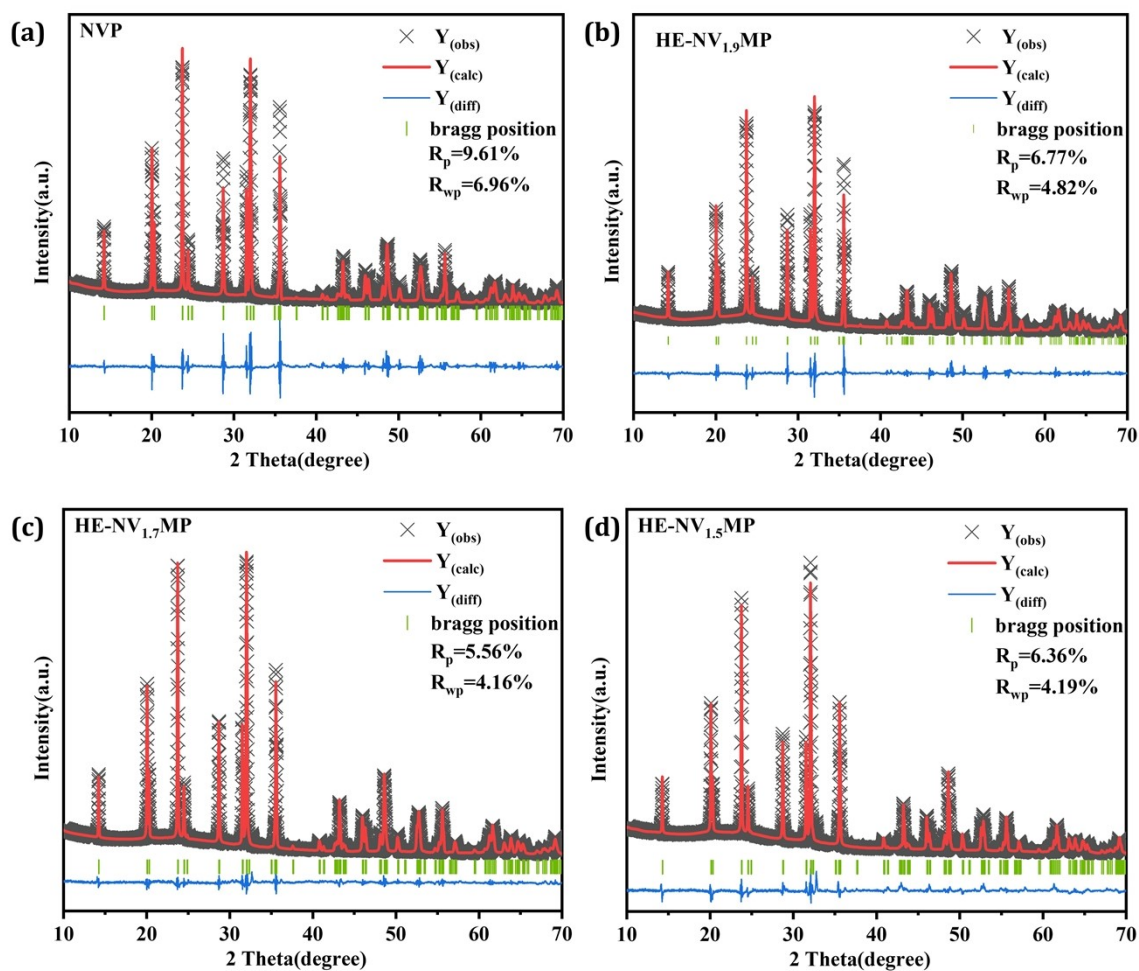 (a)
NVP
Y(obs)
Y(calc)
Y(diff)
bragg position
Rp=9.61%
Rwp=6.96%
Intensity(a.u.)
10 20 30 40 50 60 70
2 Theta(degree)
(b)
HE-NV1.9MP
Y(obs)
Y(calc)
Y(diff)
bragg position
Rp=6.77%
Rwp=4.82%
Intensity(a.u.)
10 20 30 40 50 60 70
2 Theta(degree)
(c)
HE-NV1.7MP
Y(obs)
Y(calc)
Y(diff)
bragg position
Rp=5.56%
Rwp=4.16%
Intensity(a.u.)
10 20 30 40 50 60 70
2 Theta(degree)
(d)
HE-NV1.5MP
Y(obs)
Y(calc)
Y(diff)
bragg position
Rp=6.36%
Rwp=4.19%
Intensity(a.u.)
10 20 30 40 50 60 70
2 Theta(degree)